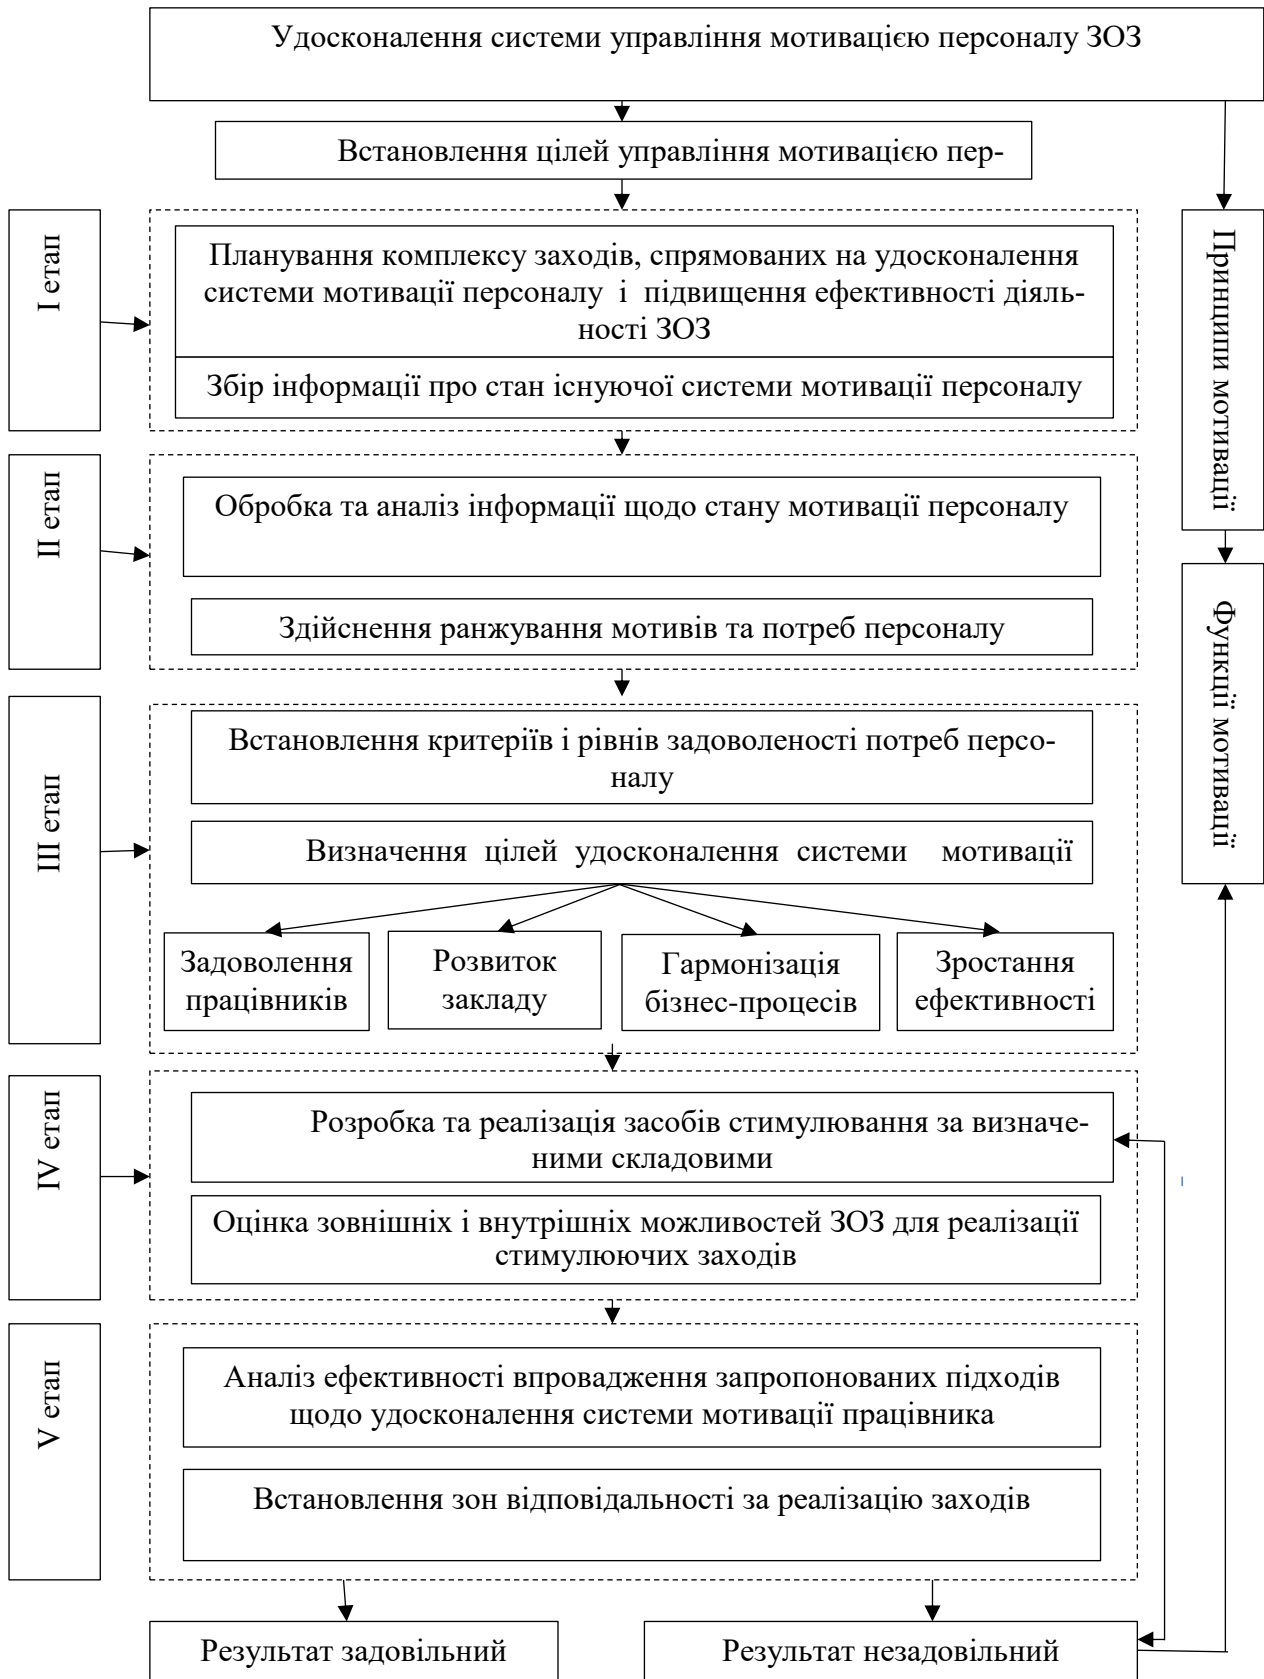 Удосконалення системи управління мотивацією персоналу ЗОЗ
Встановлення цілей управління мотивацією пер-
І етап
Планування комплексу заходів, спрямованих на удосконалення
системи мотивації персоналу і підвищення ефективності діяль-
ності ЗОЗ
Збір інформації про стан існуючої системи мотивації персоналу
Принципи мотивації
ІІ етап
Обробка та аналіз інформації щодо стану мотивації персоналу
Здійснення ранжування мотивів та потреб персоналу
Функції мотивації
ІІІ етап
Встановлення критеріїв і рівнів задоволеності потреб персо-
налу
Визначення цілей удосконалення системи мотивації
Задоволення
працівників
Розвиток
закладу
Гармонізація
бізнес-процесів
Зростання
ефективності
IV етап
Розробка та реалізація засобів стимулювання за визначе-
ними складовими
Оцінка зовнішніх і внутрішніх можливостей ЗОЗ для реалізації
стимулюючих заходів
V етап
Аналіз ефективності впровадження запропонованих підходів
щодо удосконалення системи мотивації працівника
Встановлення зон відповідальності за реалізацію заходів
Результат задовільний
Результат незадовільний